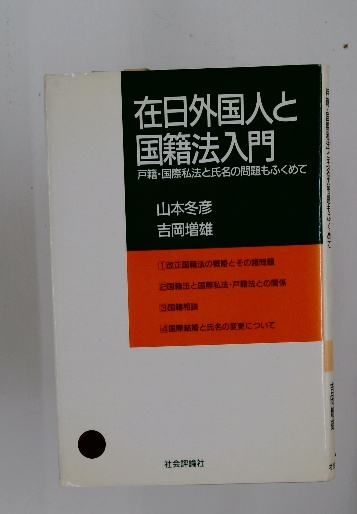 在日外国人と
国籍法入門
戸籍・国際私法と氏名の問題もふくめて
山本冬彦
吉岡増雄
1改正国籍法の概略とその諸問題
2国籍法と国際私法・戸籍法との関係
3国籍相談
4国際結婚と氏名の変更について
社会評論社